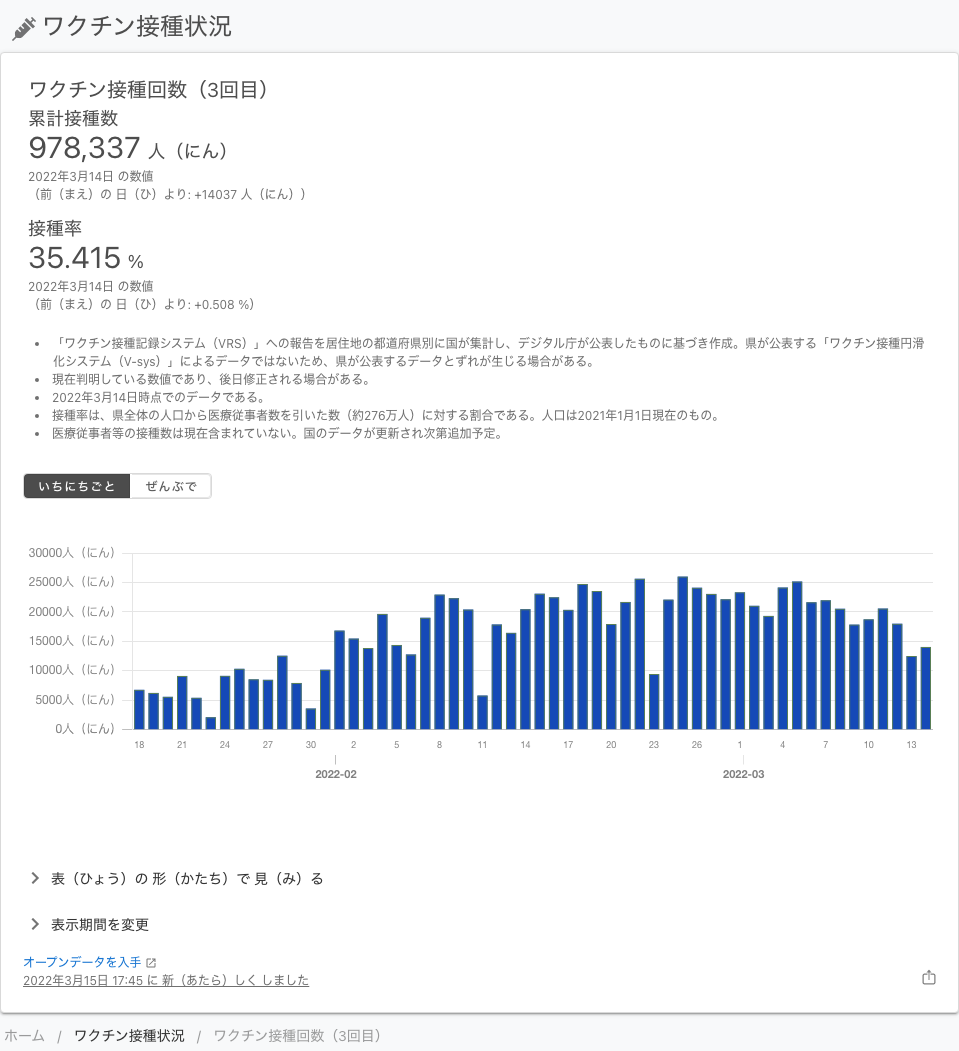 ワクチン接種状況
ワクチン接種回数（3回目）
累計接種数
978,337 人（にん）
2022年3月14日 の数値
（前（まえ）の 日（ひ）より: +14037 人（にん））
接種率
35.415 %
2022年3月14日 の数値
（前（まえ）の 日（ひ）より: +0.508 %）
• 「ワクチン接種記録システム（VRS）」への報告を居住地の都道府県別に国が集計し、デジタル庁が公表したものに基づき作成。県が公表する「ワクチン接種円滑
化システム（V-sys）」によるデータではないため、県が公表するデータとずれが生じる場合がある。
• 現在判明している数値であり、後日修正される場合がある。
• 2022年3月14日時点でのデータである。
• 接種率は、県全体の人口から医療従事者数を引いた数（約276万人）に対する割合である。人口は2021年1月1日現在のもの。
• 医療従事者等の接種数は現在含まれていない。国のデータが更新され次第追加予定。
いちにちごと ぜんぶで
30000人（にん）
25000人（にん）
20000人（にん）
15000人（にん）
10000人（にん）
5000人（にん）
0人（にん）
18 21 24 27 30 2 5 8 11 14 17 20 23 26 1 4 7 10 13
2022-02 2022-03
表（ひょう）の 形（かたち）で 見（み）る
表示期間を変更
オープンデータを入手
2022年3月15日 17:45 に 新（あたら）しく しました
ホーム / ワクチン接種状況 / ワクチン接種回数（3回目）